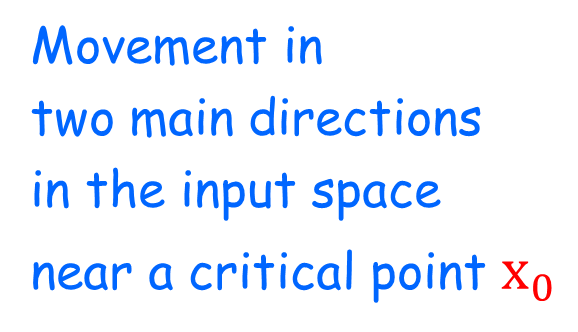 Movement in
two main directions
in the input space
near a critical point x₀